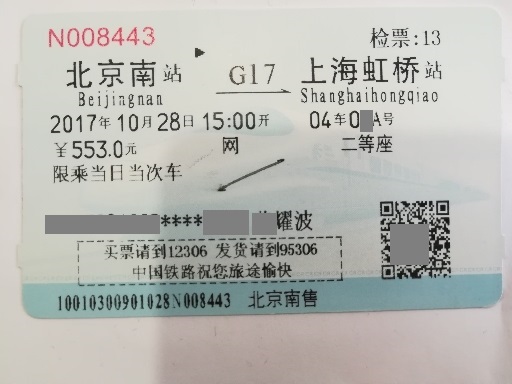 N008443 检票:13
北京南站 G17 上海虹桥站
Beijingnan Shanghaihongqiao
2017年10月28日15:00开 04车0A号
¥553.0元 网 二等座
限乘当日当次车
**** 耀波
买票请到12306 发货请到95306
中国铁路祝您旅途愉快
10010300901028N008443 北京南售